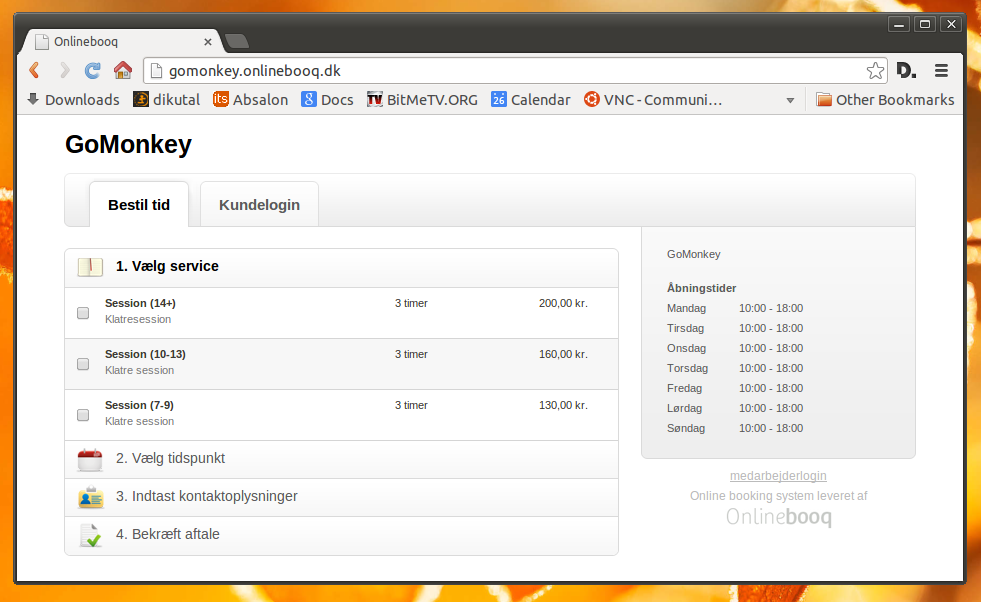 Onlinebooq
gomonkey.onlinebooq.dk
D.
Downloads dikutal its Absalon 8 Docs TV BitMeTV.ORG 26 Calendar VNC - Communi… Other Bookmarks
GoMonkey
Bestil tid Kundelogin
1. Vælg service
Session (14+) 3 timer 200,00 kr.
Klatresession
Session (10-13) 3 timer 160,00 kr.
Klatre session
Session (7-9) 3 timer 130,00 kr.
Klatre session
2. Vælg tidspunkt
3. Indtast kontaktoplysninger
4. Bekræft aftale
GoMonkey
Åbningstider
Mandag 10:00 - 18:00
Tirsdag 10:00 - 18:00
Onsdag 10:00 - 18:00
Torsdag 10:00 - 18:00
Fredag 10:00 - 18:00
Lørdag 10:00 - 18:00
Søndag 10:00 - 18:00
medarbejderlogin
Online booking system leveret af
Onlinebooq